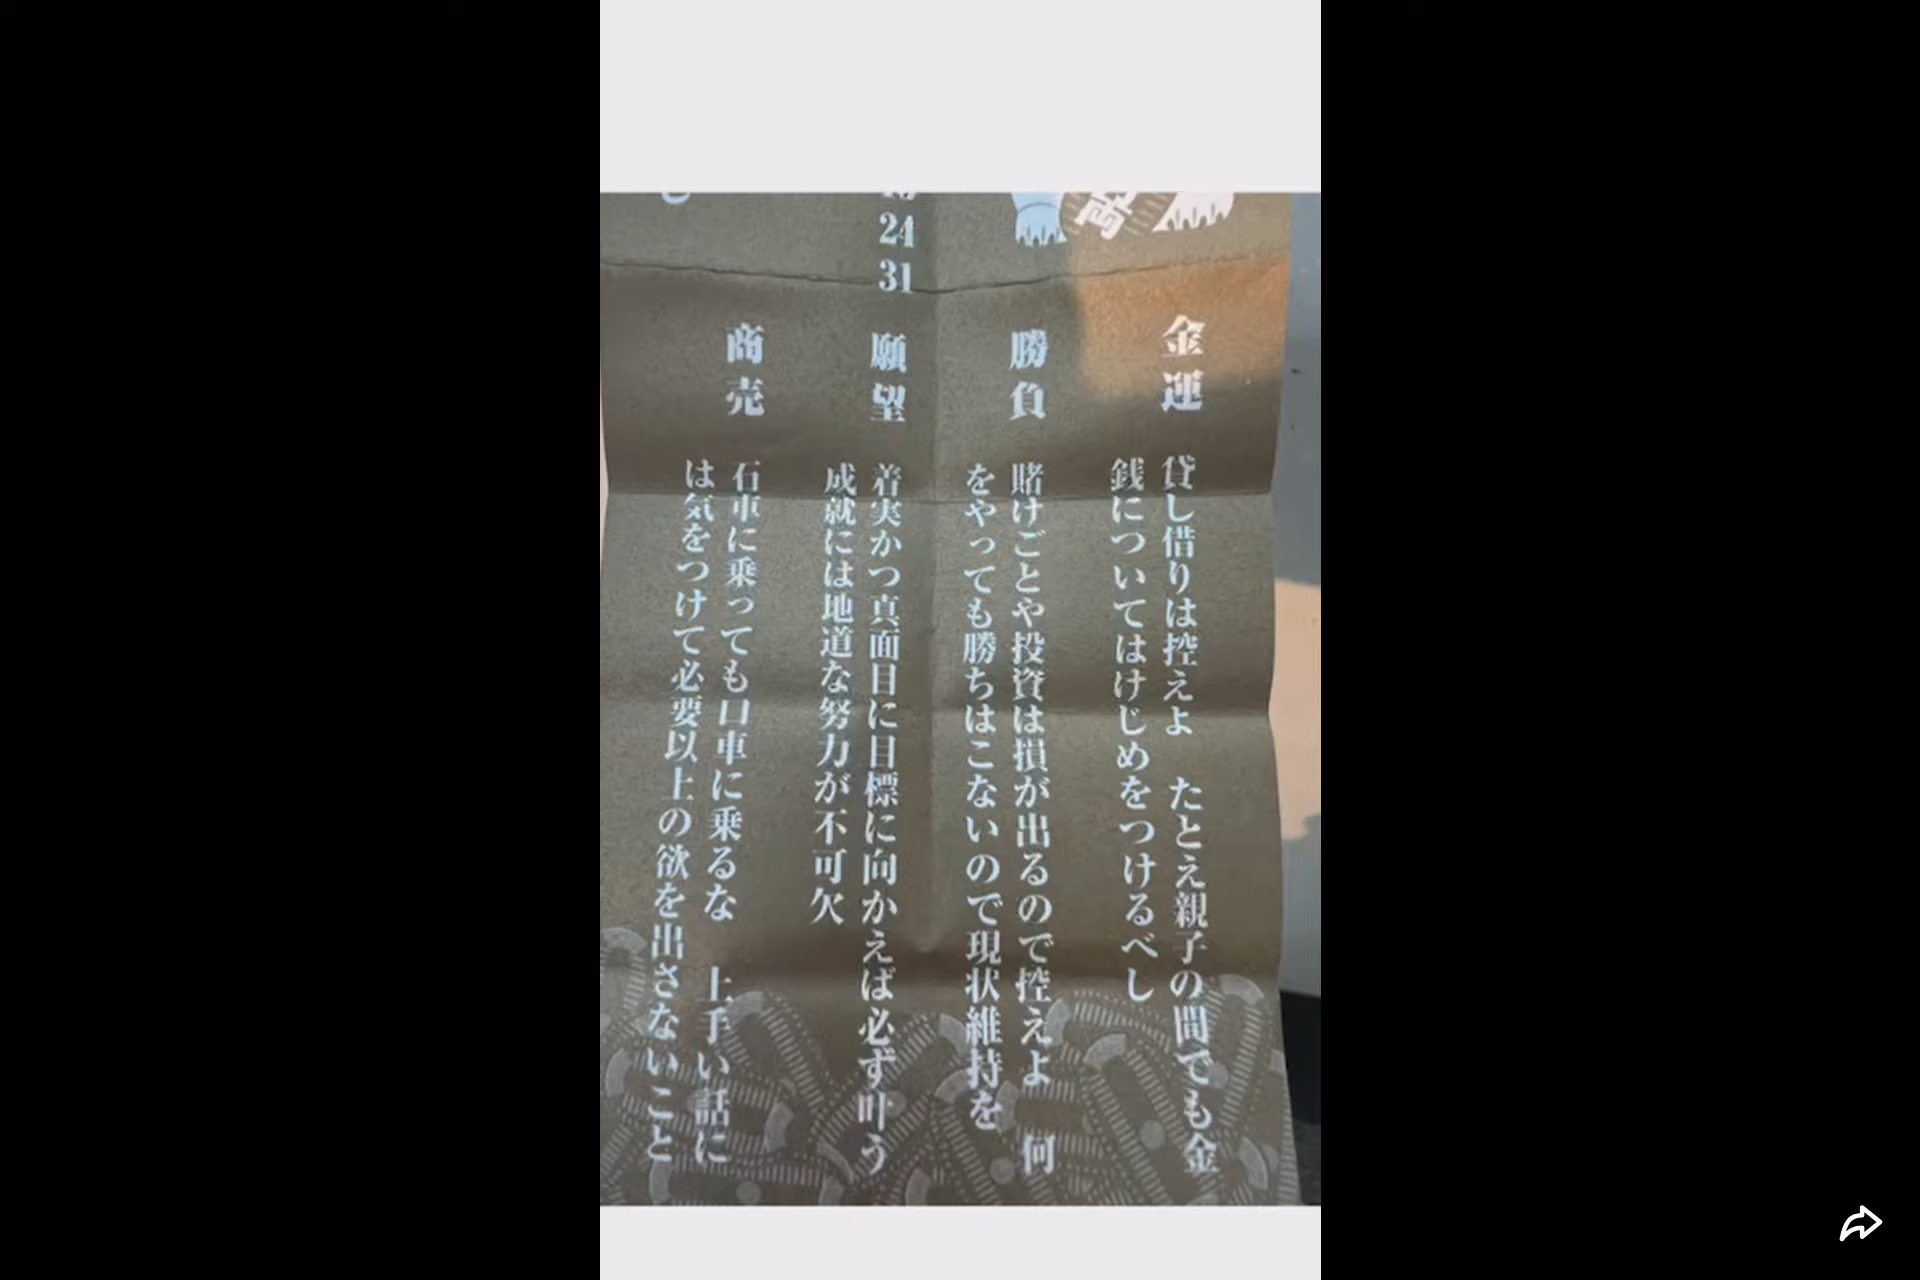 両
24
31
金運
貸し借りは控えよ　たとえ親子の間でも金
銭についてはけじめをつけるべし
勝負
賭けごとや投資は損が出るので控えよ　何
をやっても勝ちはこないので現状維持を
願望
着実かつ真面目に目標に向かえば必ず叶う
成就には地道な努力が不可欠
商売
石車に乗っても口車に乗るな　上手い話に
は気をつけて必要以上の欲を出さないこと